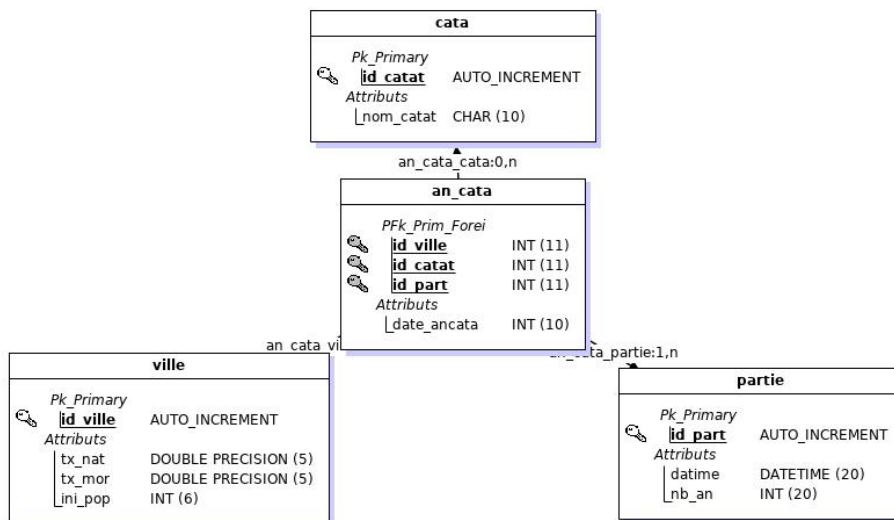 cata
Pk_Primary
id_catat AUTO_INCREMENT
Attributs
nom_catat CHAR (10)
an_cata_cata:0,n
an_cata
PFk_Prim_Forei
id_ville INT (11)
id_catat INT (11)
id_part INT (11)
Attributs
date_ancata INT (10)
an_cata_vi
_cata_partie:1,n
ville
Pk_Primary
id_ville AUTO_INCREMENT
Attributs
tx_nat DOUBLE PRECISION (5)
tx_mor DOUBLE PRECISION (5)
ini_pop INT (6)
partie
Pk_Primary
id_part AUTO_INCREMENT
Attributs
datime DATETIME (20)
nb_an INT (20)